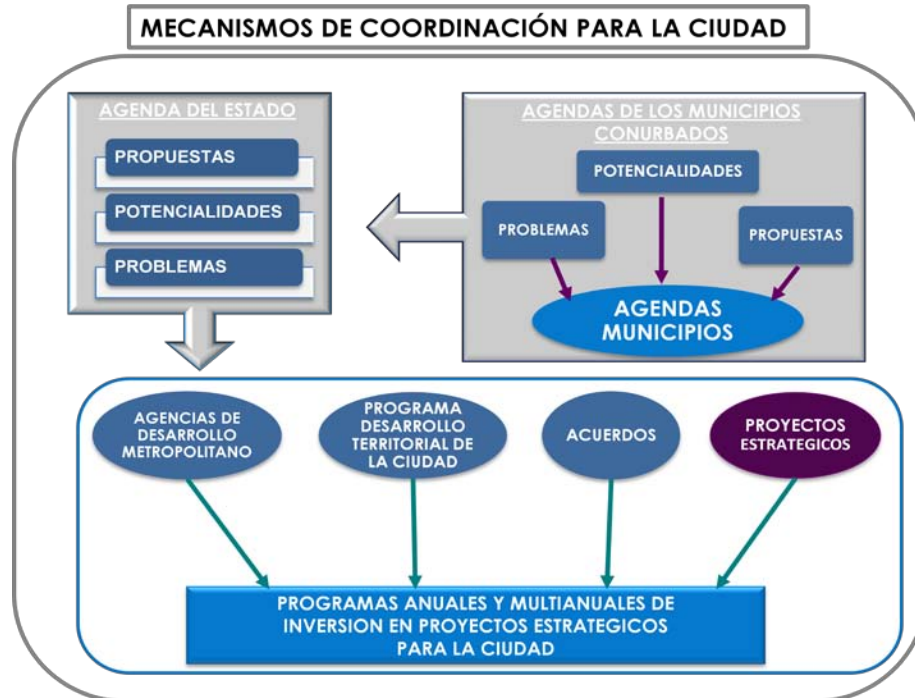 MECANISMOS DE COORDINACIÓN PARA LA CIUDAD
AGENDA DEL ESTADO
PROPUESTAS
POTENCIALIDADES
PROBLEMAS
AGENDAS DE LOS MUNICIPIOS
CONURBADOS
POTENCIALIDADES
PROBLEMAS
PROPUESTAS
AGENDAS
MUNICIPIOS
AGENCIAS DE
DESARROLLO
METROPOLITANO
PROGRAMA
DESARROLLO
TERRITORIAL DE
LA CIUDAD
ACUERDOS
PROYECTOS
ESTRATEGICOS
PROGRAMAS ANUALES Y MULTIANUALES DE
INVERSION EN PROYECTOS ESTRATEGICOS
PARA LA CIUDAD